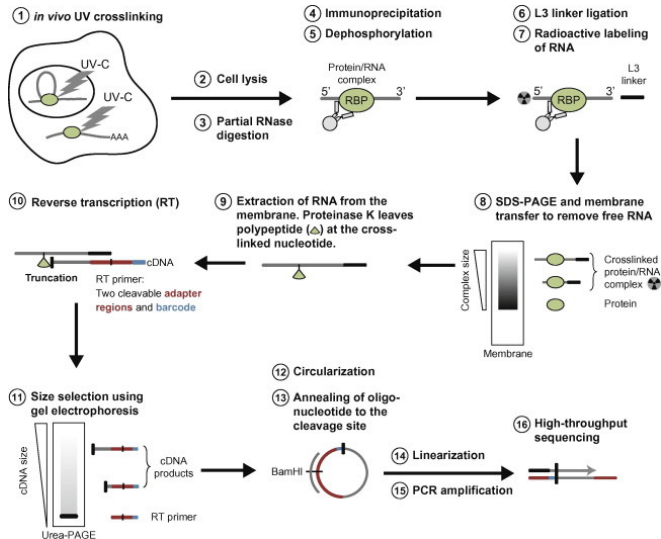 1 in vivo UV crosslinking
UV-C
UV-C
AAA
2 Cell lysis
3 Partial RNase
digestion
4 Immunoprecipitation
5 Dephosphorylation
Protein/RNA
complex
5' 3'
RBP
6 L3 linker ligation
7 Radioactive labeling
of RNA
L3
linker
5' 3'
RBP
8 SDS-PAGE and membrane
transfer to remove free RNA
Complex size
Crosslinked
protein/RNA
complex
Protein
Membrane
9 Extraction of RNA from the
membrane. Proteinase K leaves
polypeptide ( ) at the cross-
linked nucleotide.
10 Reverse transcription (RT)
cDNA
Truncation
RT primer:
Two cleavable adapter
regions and barcode
11 Size selection using
gel electrophoresis
cDNA size
cDNA
products
RT primer
Urea-PAGE
12 Circularization
13 Annealing of oligo-
nucleotide to the
cleavage site
BamHI
14 Linearization
15 PCR amplification
16 High-throughput
sequencing